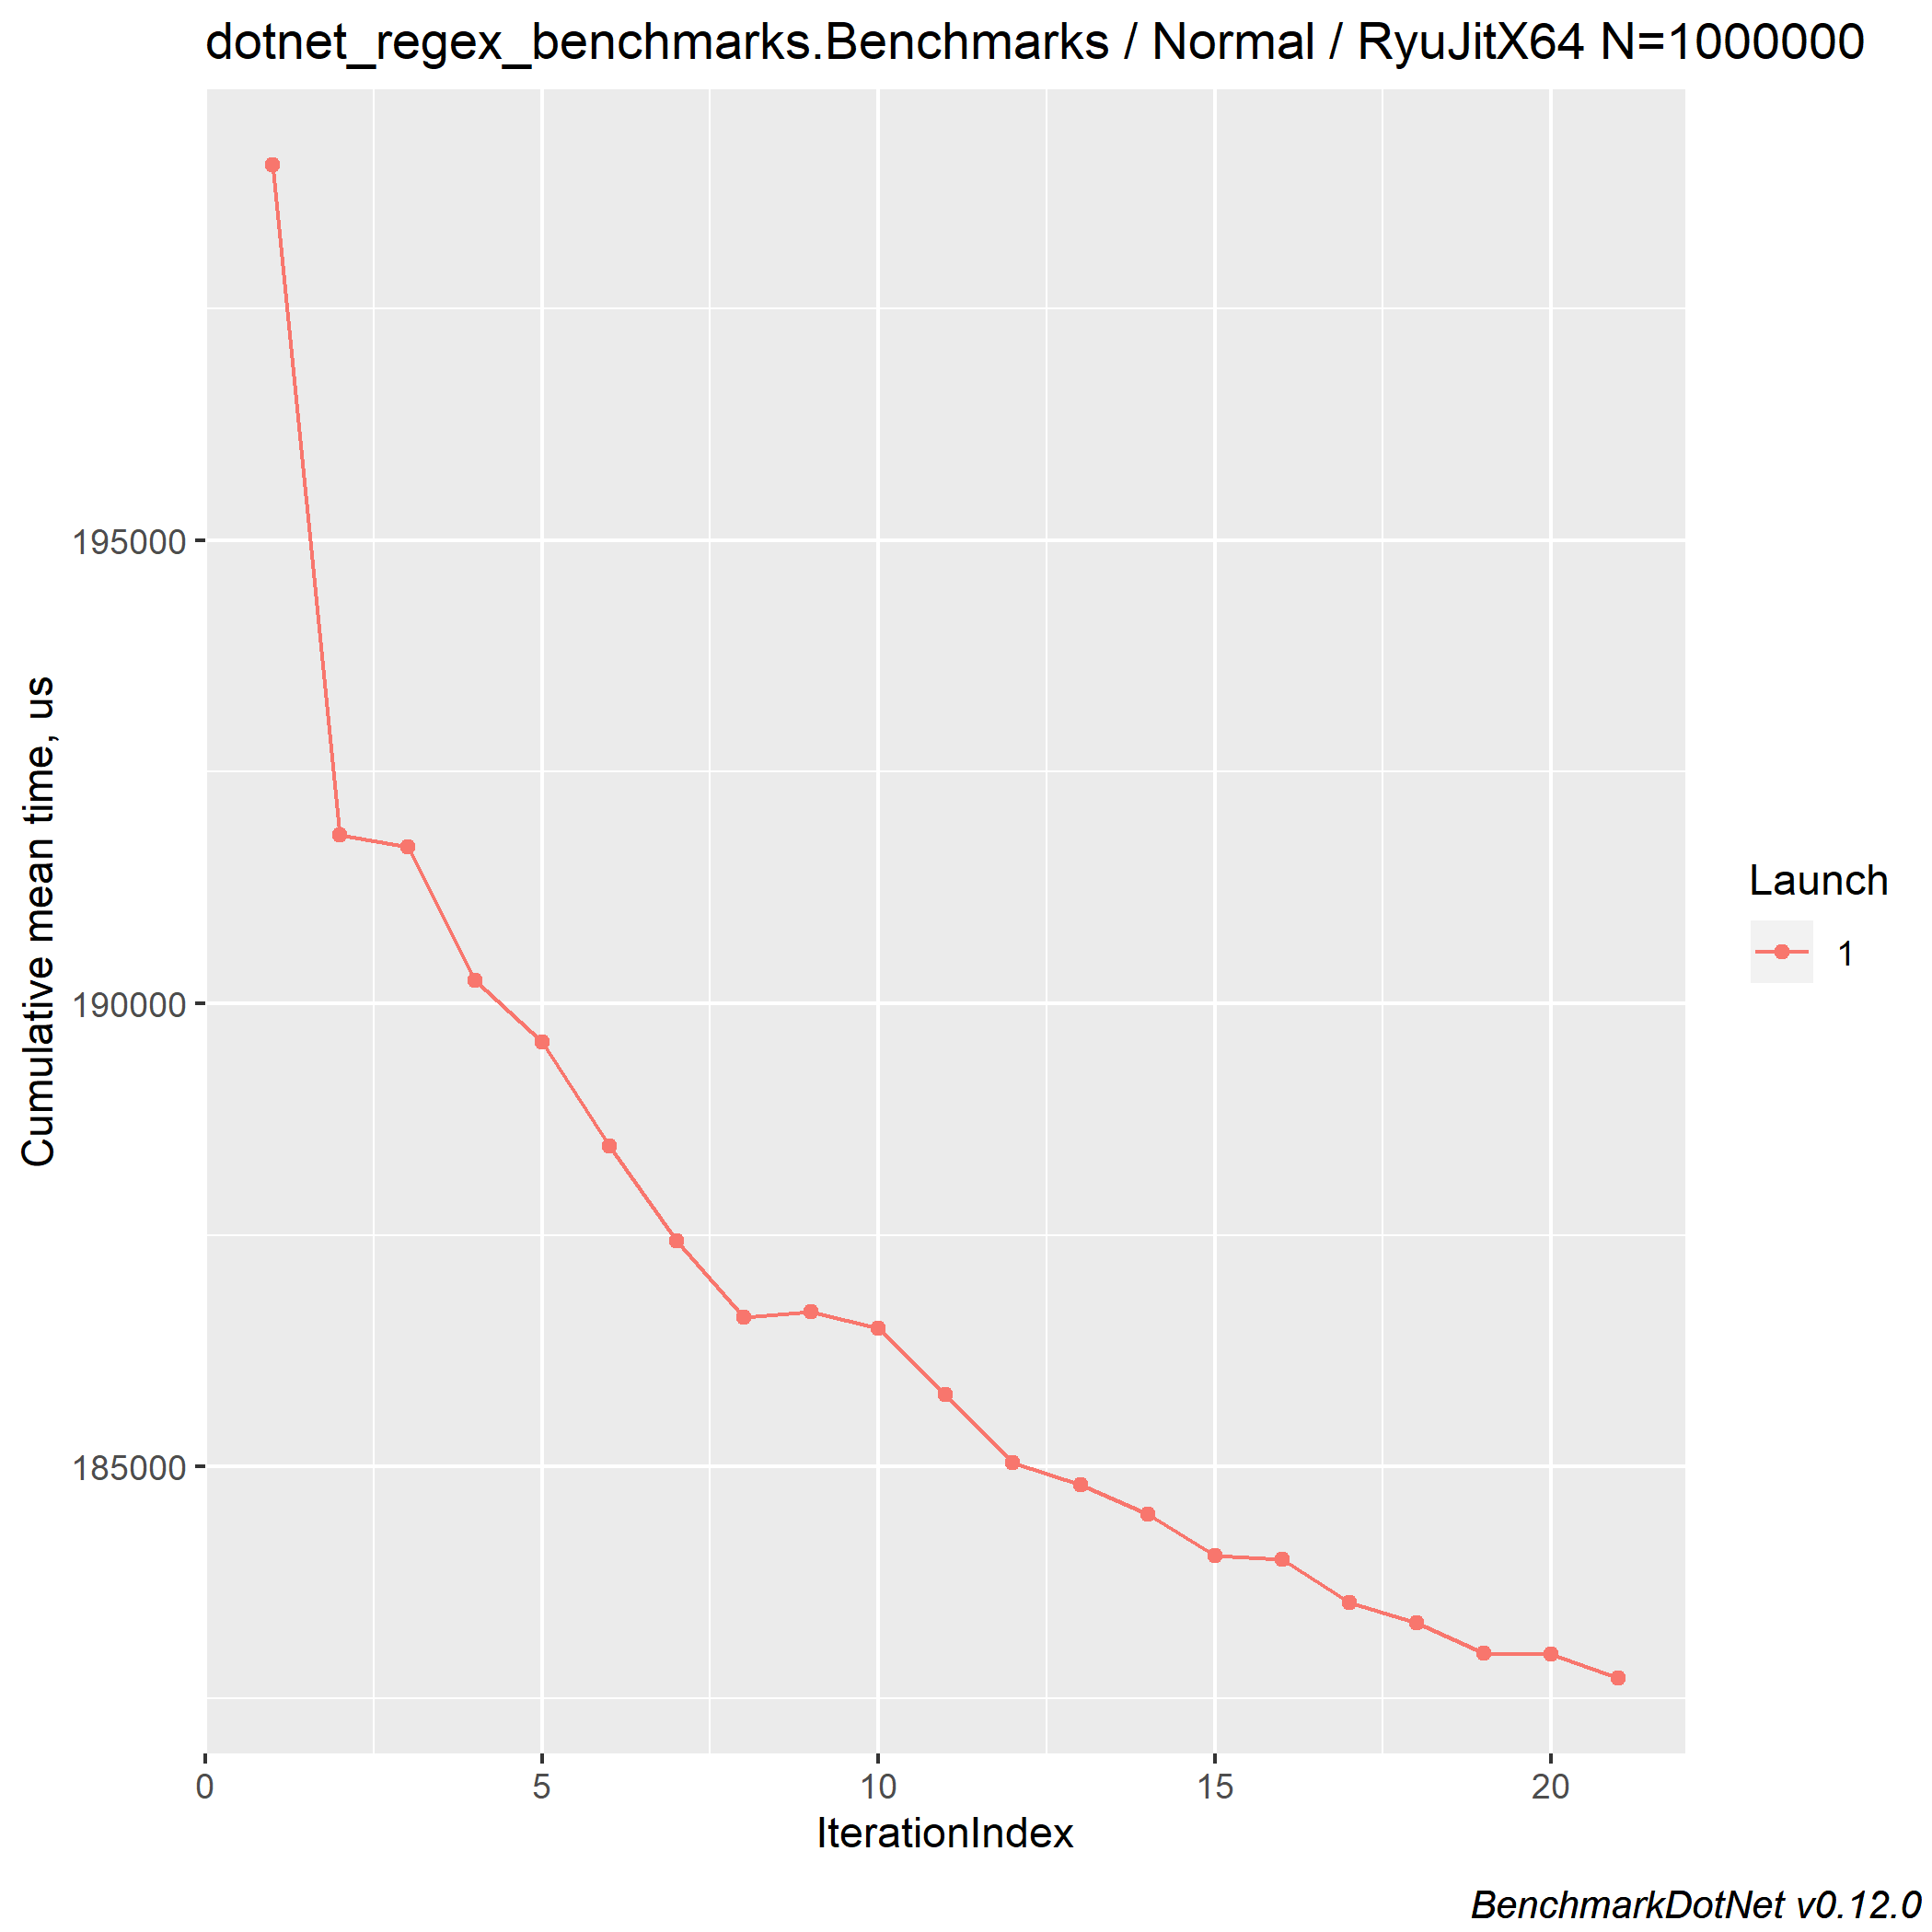 dotnet_regex_benchmarks.Benchmarks / Normal / RyuJitX64 N=1000000
Cumulative mean time, us
195000
190000
185000
0 5 10 15 20
IterationIndex
Launch
1
BenchmarkDotNet v0.12.0